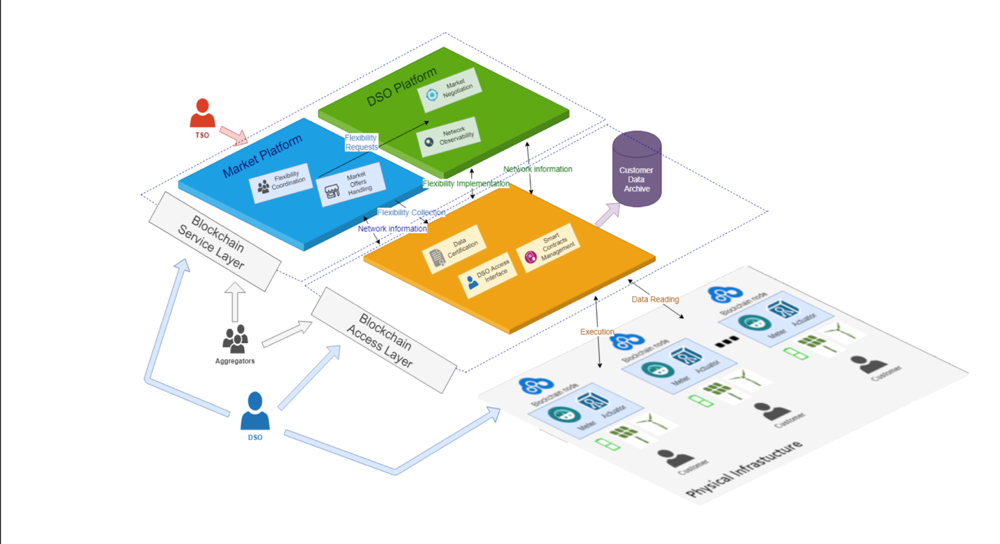 DSO Platform
Market
Negotiation
Network
Observability
TSO
Market Platform
Flexibility
Requests
Flexibility
Coordination
Market
Offers
Handling
Network information
Flexibility Implementation
Customer
Data
Archive
Flexibility Collection
Network information
Blockchain
Service Layer
Data
Certification
Smart
Contracts
Management
DSO Access
Interface
Blockchain
Access Layer
Aggregators
DSO
Data Reading
Execution
Blockchain node
Meter
Actuator
Customer
Blockchain node
Meter
Actuator
Customer
Blockchain node
Meter
Actuator
Customer
Physical Infrastucture